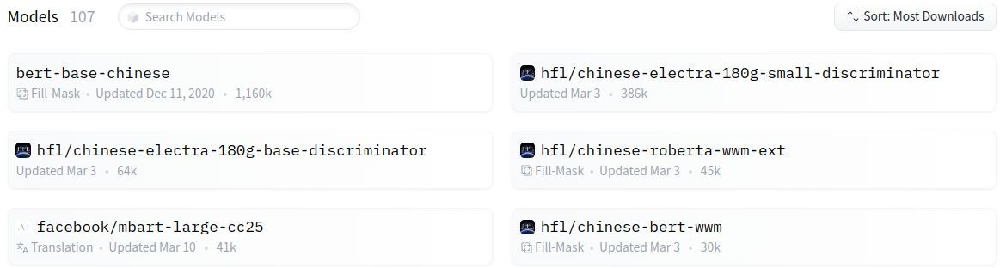 Models 107 Search Models Sort: Most Downloads
bert-base-chinese
Fill-Mask • Updated Dec 11, 2020 • 1,160k
hfl/chinese-electra-180g-small-discriminator
Updated Mar 3 • 386k
hfl/chinese-electra-180g-base-discriminator
Updated Mar 3 • 64k
hfl/chinese-roberta-wwm-ext
Fill-Mask • Updated Mar 3 • 45k
facebook/mbart-large-cc25
Translation • Updated Mar 10 • 41k
hfl/chinese-bert-wwm
Fill-Mask • Updated Mar 3 • 30k